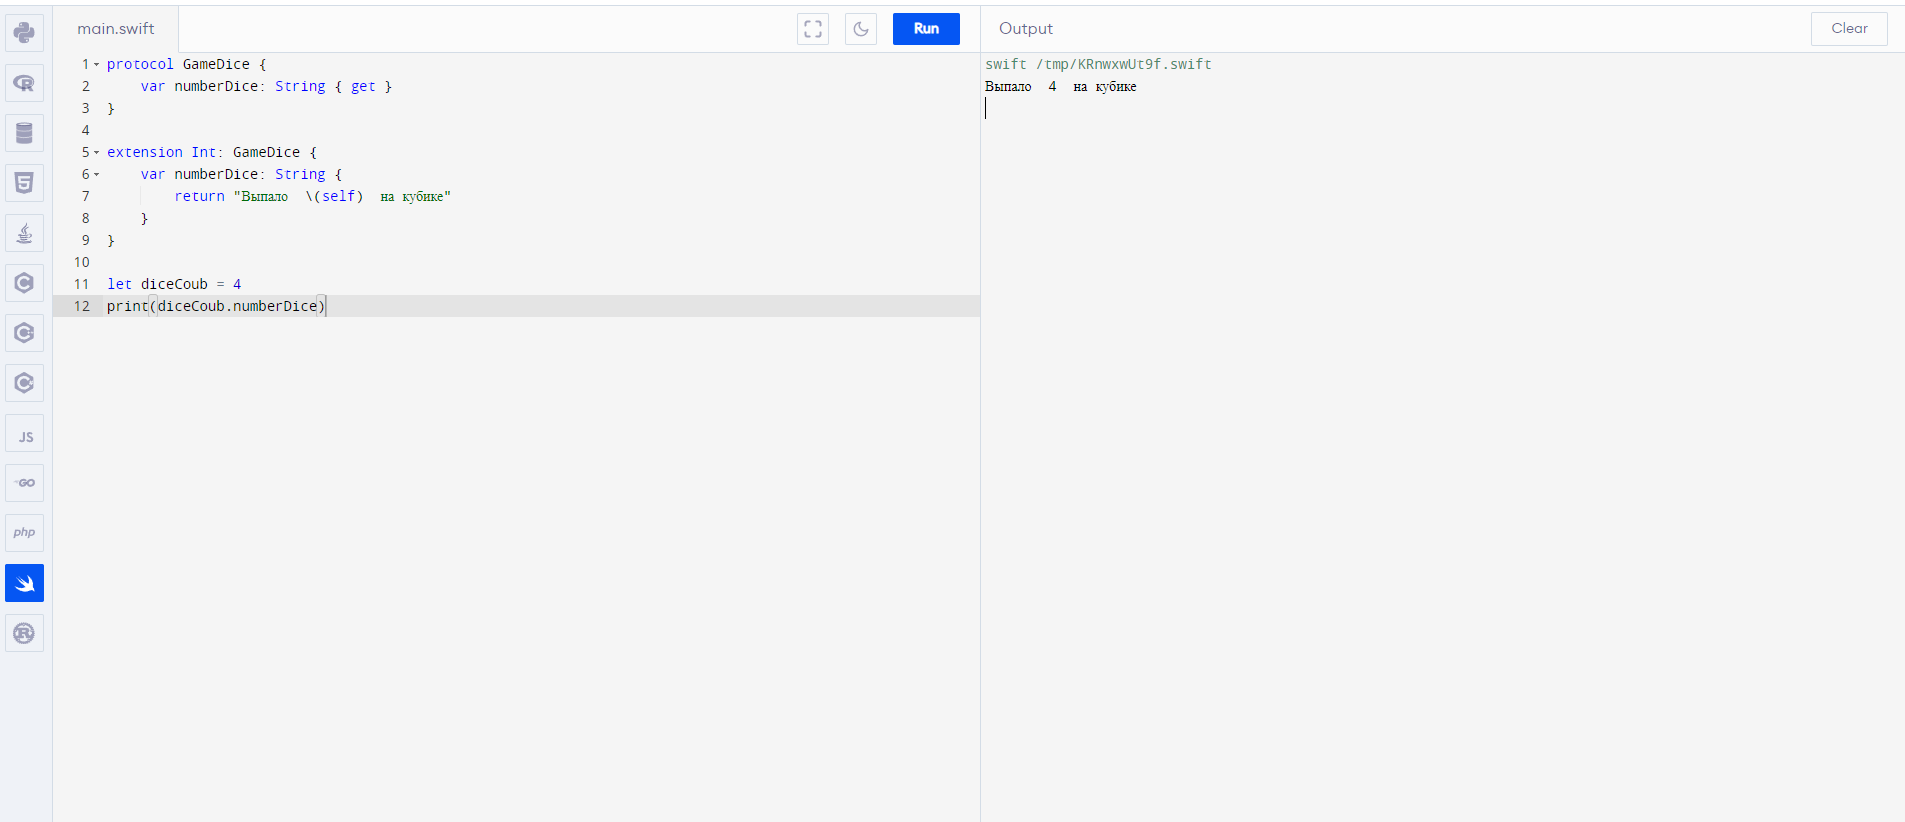 main.swift
Run
Output
Clear
1 protocol GameDice {
2     var numberDice: String { get }
3 }
4
5 extension Int: GameDice {
6     var numberDice: String {
7         return "Выпало  \(self)  на кубике"
8     }
9 }
10
11 let diceCoub = 4
12 print(diceCoub.numberDice)
swift /tmp/KRnwxwUt9f.swift
Выпало  4  на кубике
R
5
C
C
C
JS
GO
php
R